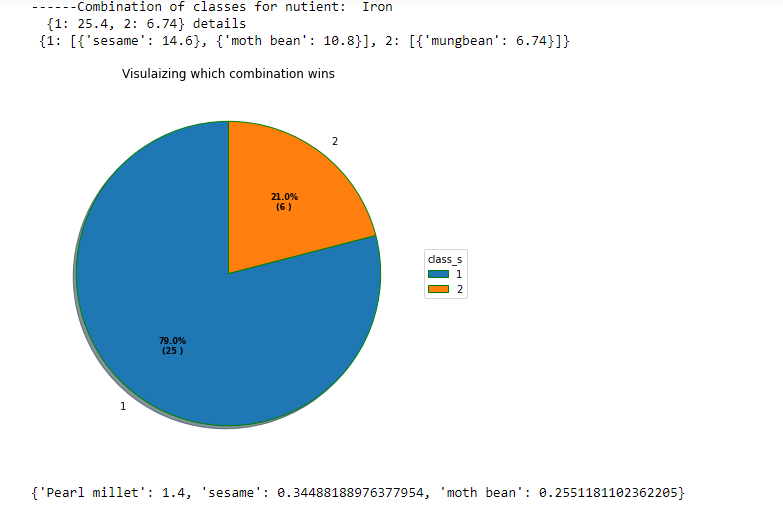 ------Combination of classes for nutient:  Iron
{1: 25.4, 2: 6.74} details
{1: [{'sesame': 14.6}, {'moth bean': 10.8}], 2: [{'mungbean': 6.74}]}
Visulaizing which combination wins
2
21.0%
(6 )
class_s
1
2
79.0%
(25 )
1
{'Pearl millet': 1.4, 'sesame': 0.34488188976377954, 'moth bean': 0.2551181102362205}